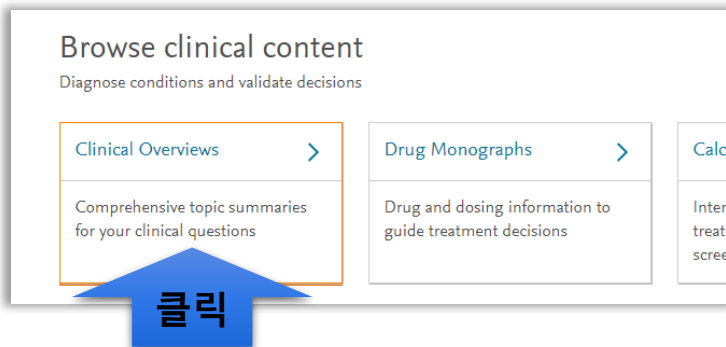 Browse clinical content
Diagnose conditions and validate decisions
Clinical Overviews
Comprehensive topic summaries
for your clinical questions
Drug Monographs
Drug and dosing information to
guide treatment decisions
클릭